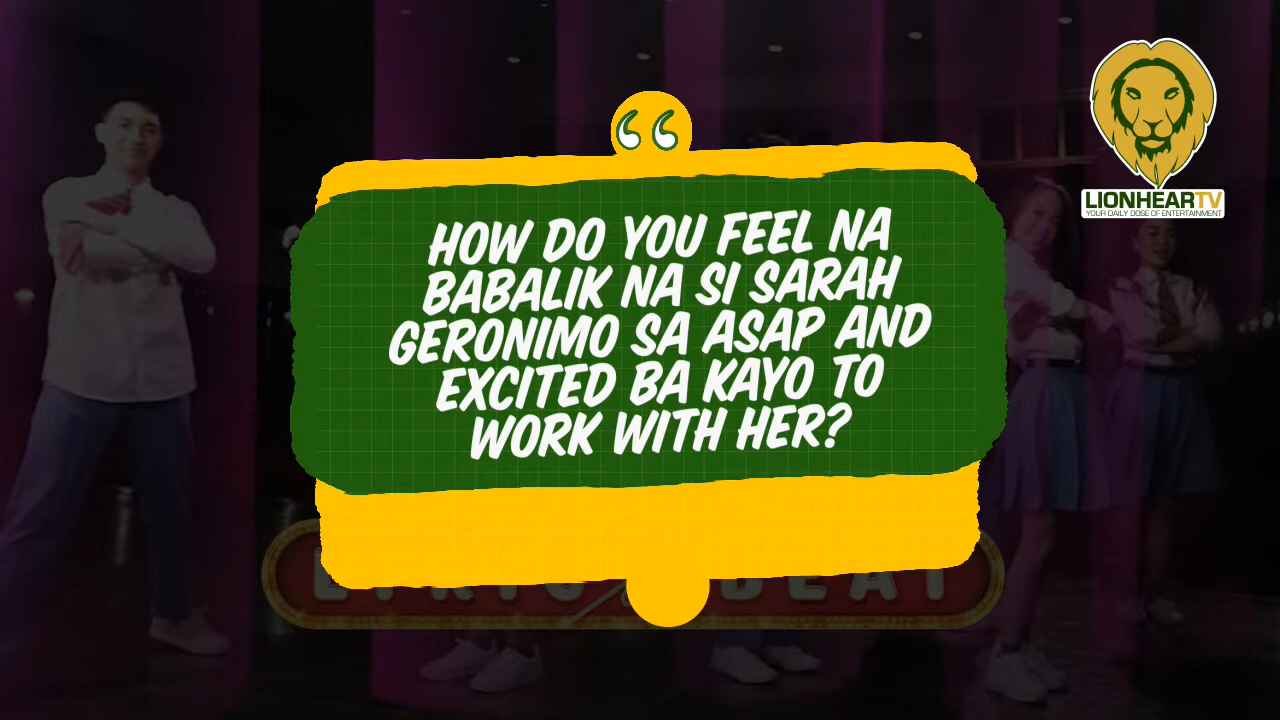 LIONHEARTV
YOUR DAILY DOSE OF ENTERTAINMENT
HOW DO YOU FEEL NA
BABALIK NA SI SARAH
GERONIMO SA ASAP AND
EXCITED BA KAYO TO
WORK WITH HER?